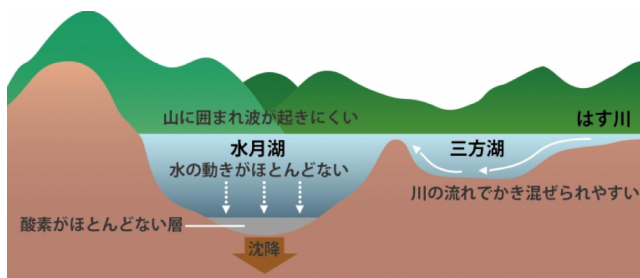 山に囲まれ波が起きにくい
はす川
水月湖
三方湖
水の動きがほとんどない
川の流れでかき混ぜられやすい
酸素がほとんどない層
沈降